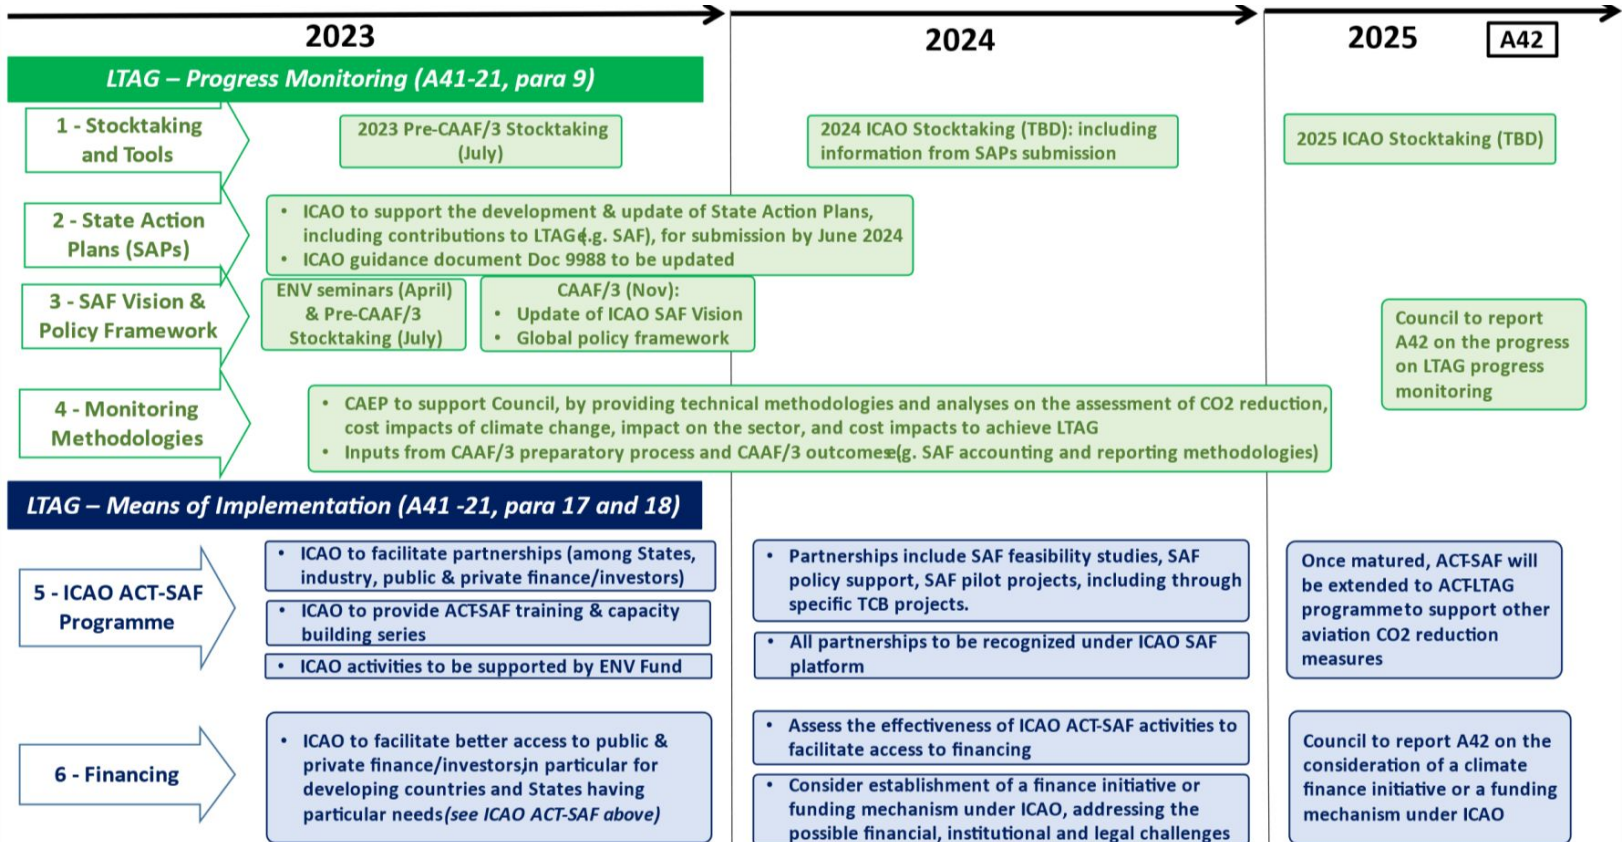 2023
2024
2025
A42
LTAG – Progress Monitoring (A41-21, para 9)
1 - Stocktaking
and Tools
2023 Pre-CAAF/3 Stocktaking
(July)
2024 ICAO Stocktaking (TBD): including
information from SAPs submission
2025 ICAO Stocktaking (TBD)
2 - State Action
Plans (SAPs)
• ICAO to support the development & update of State Action Plans,
including contributions to LTAG(e.g. SAF), for submission by June 2024
• ICAO guidance document Doc 9988 to be updated
3 - SAF Vision &
Policy Framework
ENV seminars (April)
& Pre-CAAF/3
Stocktaking (July)
CAAF/3 (Nov):
• Update of ICAO SAF Vision
• Global policy framework
Council to report
A42 on the progress
on LTAG progress
monitoring
4 - Monitoring
Methodologies
• CAEP to support Council, by providing technical methodologies and analyses on the assessment of CO2 reduction,
cost impacts of climate change, impact on the sector, and cost impacts to achieve LTAG
• Inputs from CAAF/3 preparatory process and CAAF/3 outcomes(e.g. SAF accounting and reporting methodologies)
LTAG – Means of Implementation (A41 -21, para 17 and 18)
5 - ICAO ACT-SAF
Programme
• ICAO to facilitate partnerships (among States,
industry, public & private finance/investors)
• ICAO to provide ACT-SAF training & capacity
building series
• ICAO activities to be supported by ENV Fund
• Partnerships include SAF feasibility studies, SAF
policy support, SAF pilot projects, including through
specific TCB projects.
• All partnerships to be recognized under ICAO SAF
platform
Once matured, ACT-SAF will
be extended to ACT-LTAG
programme to support other
aviation CO2 reduction
measures
6 - Financing
• ICAO to facilitate better access to public &
private finance/investors,in particular for
developing countries and States having
particular needs (see ICAO ACT-SAF above)
• Assess the effectiveness of ICAO ACT-SAF activities to
facilitate access to financing
• Consider establishment of a finance initiative or
funding mechanism under ICAO, addressing the
possible financial, institutional and legal challenges
Council to report A42 on the
consideration of a climate
finance initiative or a funding
mechanism under ICAO